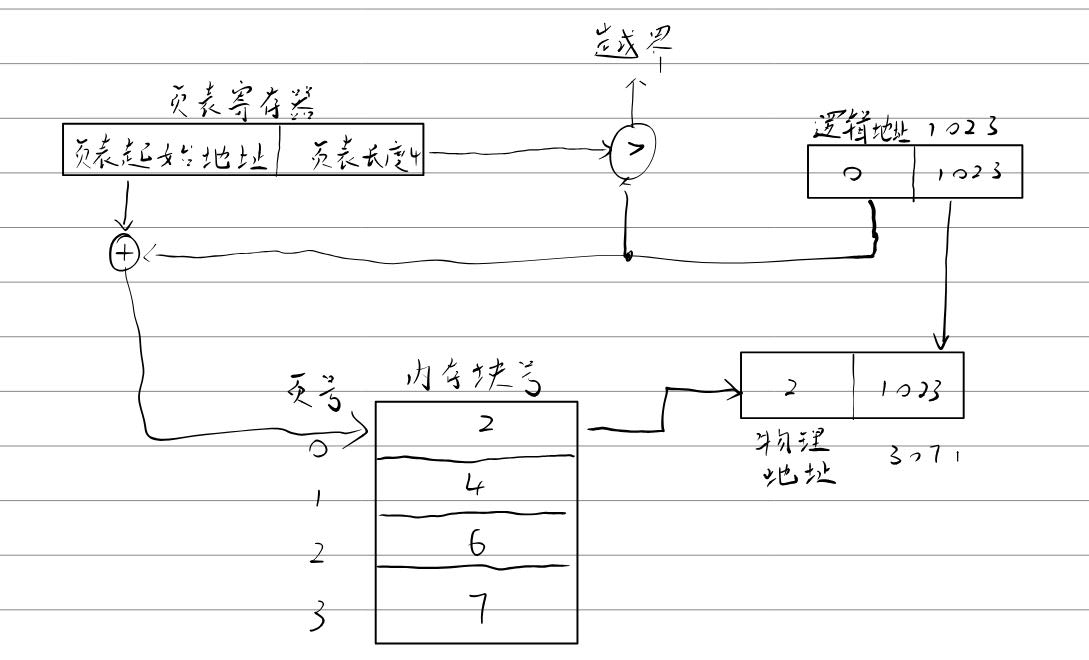 越界
页表寄存器
页表起始地址 页表长度4
>
逻辑地址 1023
0 1023
+
页号 内存块号
0 2
1 4
2 6
3 7
2 1023
物理
地址
3071